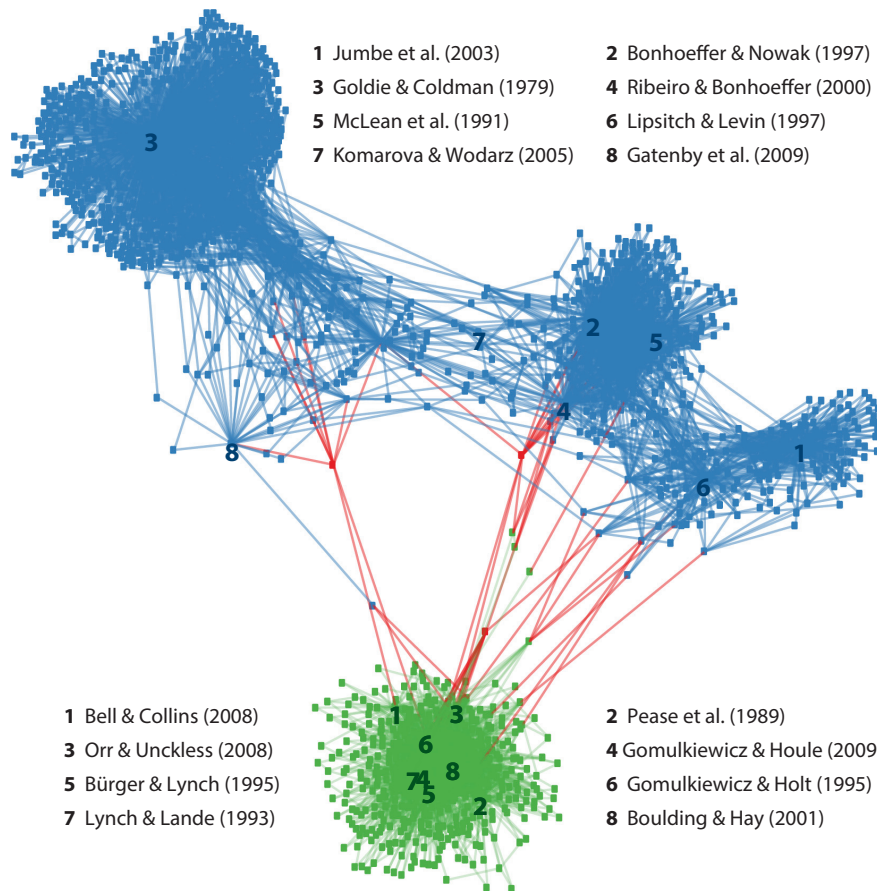 1 Jumbe et al. (2003) 2 Bonhoeffer & Nowak (1997)
3 Goldie & Coldman (1979) 4 Ribeiro & Bonhoeffer (2000)
5 McLean et al. (1991) 6 Lipsitch & Levin (1997)
7 Komarova & Wodarz (2005) 8 Gatenby et al. (2009)
3
2
7
5
4
8
1
6
1
3
6
7
4
8
5
2
1 Bell & Collins (2008) 2 Pease et al. (1989)
3 Orr & Unckless (2008) 4 Gomulkiewicz & Houle (2009
5 Bürger & Lynch (1995) 6 Gomulkiewicz & Holt (1995)
7 Lynch & Lande (1993) 8 Boulding & Hay (2001)